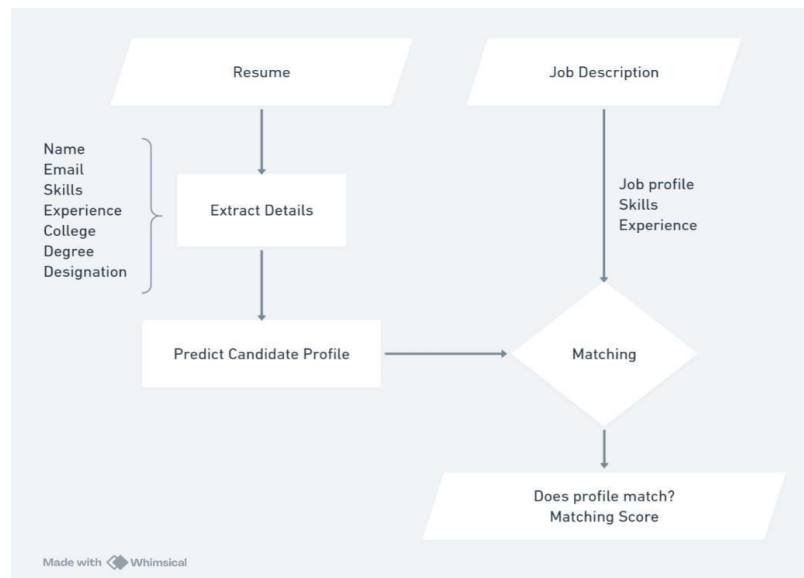 Resume
Job Description
Name
Email
Skills
Experience
College
Degree
Designation
Extract Details
Job profile
Skills
Experience
Predict Candidate Profile
Matching
Does profile match?
Matching Score
Made with Whimsical